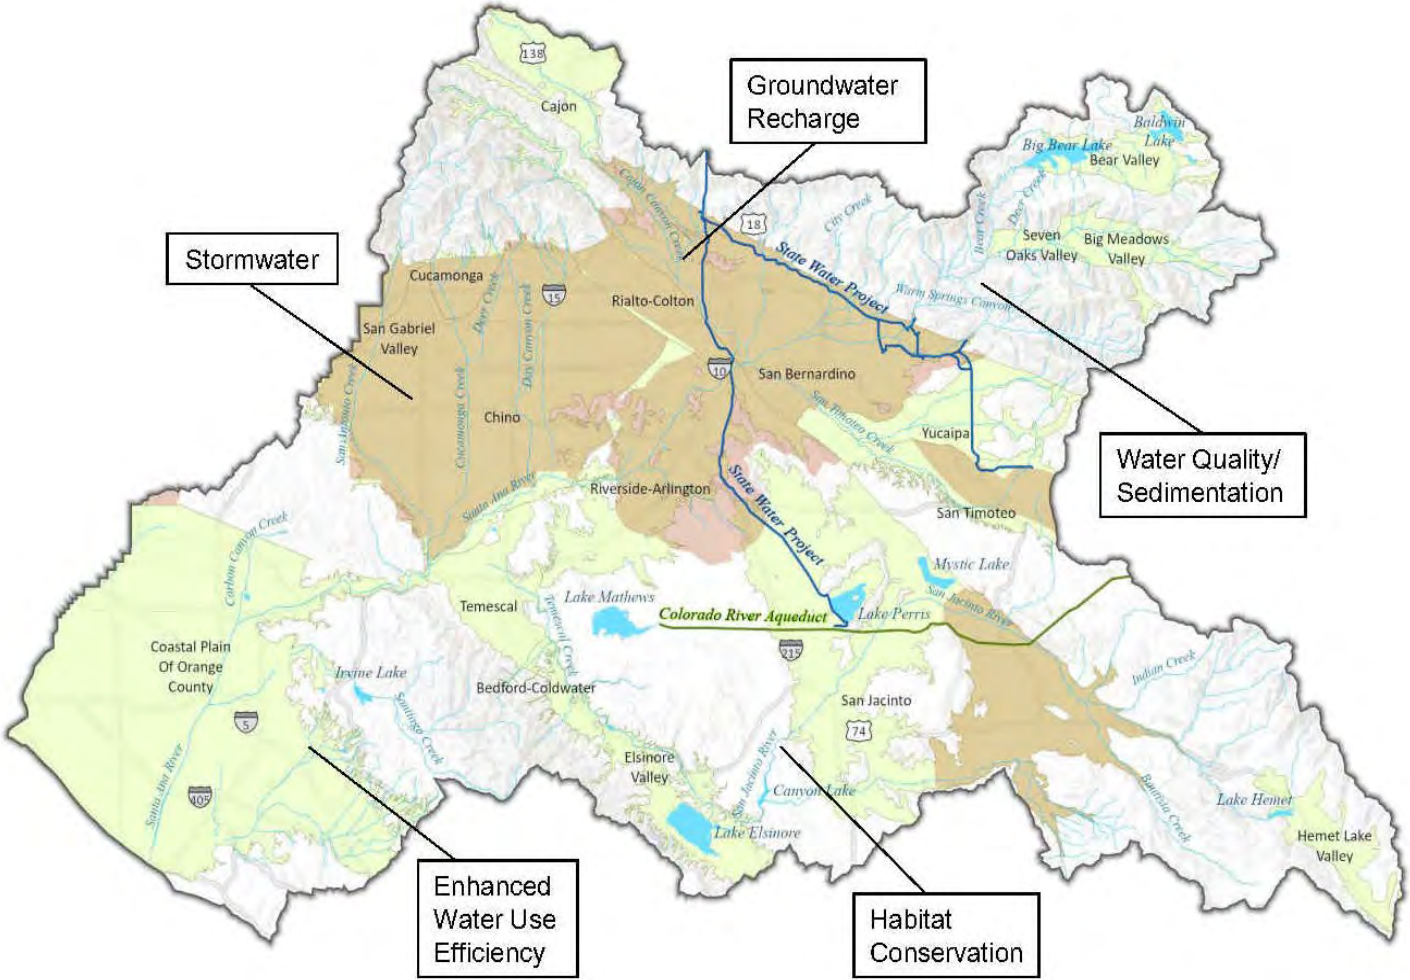 138
Cajon
Groundwater
Recharge
Baldwin
Lake
Big Bear Lake
Bear Valley
Cajon Canyon Creek
18
City Creek
Bear Creek
Deer Creek
Seven
Oaks Valley
Big Meadows
Valley
Stormwater
Cucamonga
Deer Creek
15
Day Canyon Creek
Rialto-Colton
State Water Project
Warm Springs Canyon
San Gabriel
Valley
10
San Bernardino
San Antonio Creek
Cucamonga Creek
Chino
San Timoteo Creek
Yucaipa
Water Quality/
Sedimentation
Santa Ana River
Riverside-Arlington
State Water Project
San Timoteo
Carbon Canyon Creek
Mystic Lake
Lake Mathews
Temescal
Temescal Creek
Colorado River Aqueduct
Lake Perris
San Jacinto River
215
Coastal Plain
Of Orange
County
Irvine Lake
Santiago Creek
Bedford-Coldwater
San Jacinto
74
Indian Creek
5
Santa Ana River
405
Elsinore
Valley
San Jacinto River
Canyon Lake
Lake Elsinore
Bautista Creek
Lake Hemet
Hemet Lake
Valley
Enhanced
Water Use
Efficiency
Habitat
Conservation